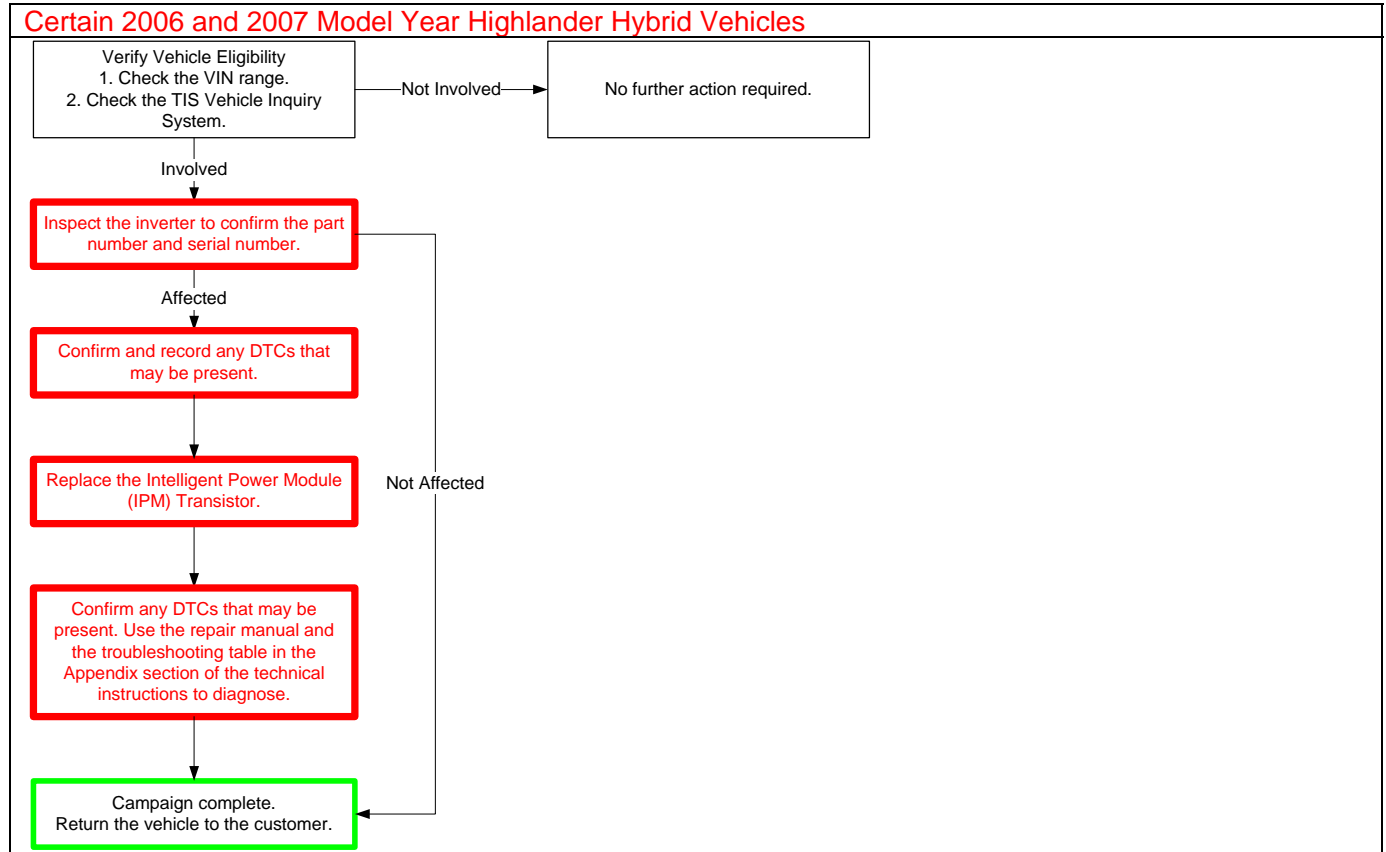 Certain 2006 and 2007 Model Year Highlander Hybrid Vehicles
Verify Vehicle Eligibility
1. Check the VIN range.
2. Check the TIS Vehicle Inquiry
System.
Not Involved
No further action required.
Involved
Inspect the inverter to confirm the part
number and serial number.
Affected
Confirm and record any DTCs that
may be present.
Replace the Intelligent Power Module
(IPM) Transistor.
Not Affected
Confirm any DTCs that may be
present. Use the repair manual and
the troubleshooting table in the
Appendix section of the technical
instructions to diagnose.
Campaign complete.
Return the vehicle to the customer.